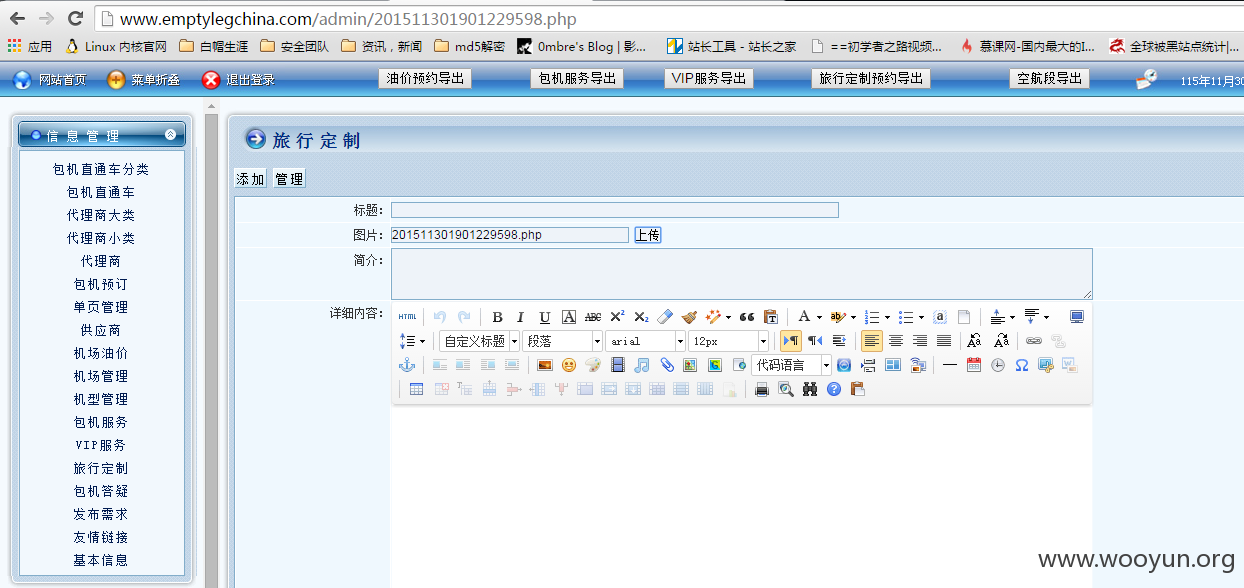 www.emptylegchina.com/admin/201511301901229598.php
应用 Linux 内核官网 白帽生涯 安全团队 资讯，新闻 md5解密 0mbre's Blog | 影... 站长工具 - 站长之家 ==初学者之路视频... 慕课网-国内最大的I... 全球被黑站点统计|...
网站首页 菜单折叠 退出登录 油价预约导出 包机服务导出 VIP服务导出 旅行定制预约导出 空航段导出 115年11月30
信息管理
包机直通车分类
包机直通车
代理商大类
代理商小类
代理商
包机预订
单页管理
供应商
机场油价
机场管理
机型管理
包机服务
VIP服务
旅行定制
包机答疑
发布需求
友情链接
基本信息
旅行定制
添加 管理
标题：
图片： 201511301901229598.php 上传
简介：
详细内容：
HTML B I U A ABC X² X₂ A ab
自定义标题 段落 arial 12px
代码语言
www.wooyun.org